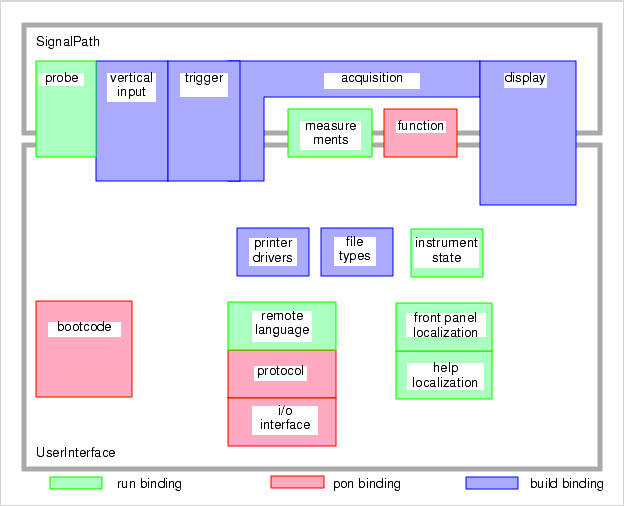 SignalPath
probe
vertical
input
trigger
acquisition
display
measure
ments
function
printer
drivers
file
types
instrument
state
bootcode
remote
language
front panel
localization
protocol
help
localization
i/o
interface
UserInterface
run binding
pon binding
build binding